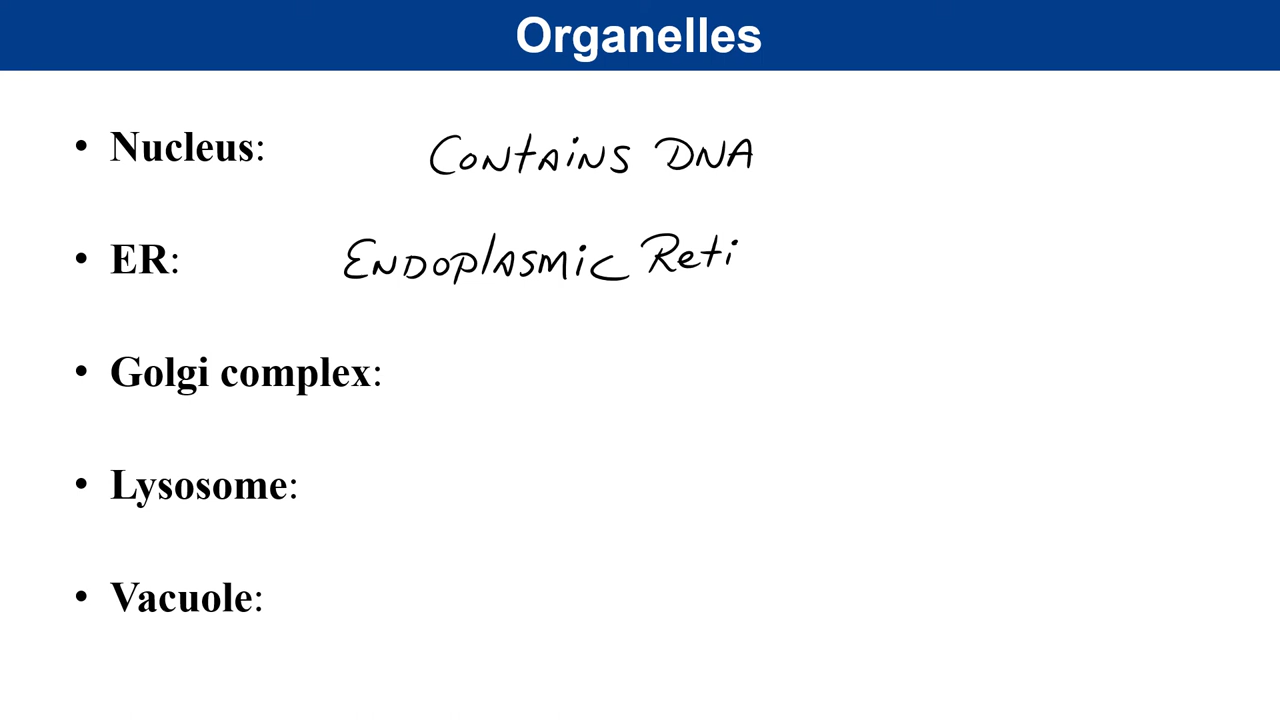 Organelles
• Nucleus: Contains DNA
• ER: Endoplasmic Reti
• Golgi complex:
• Lysosome:
• Vacuole: